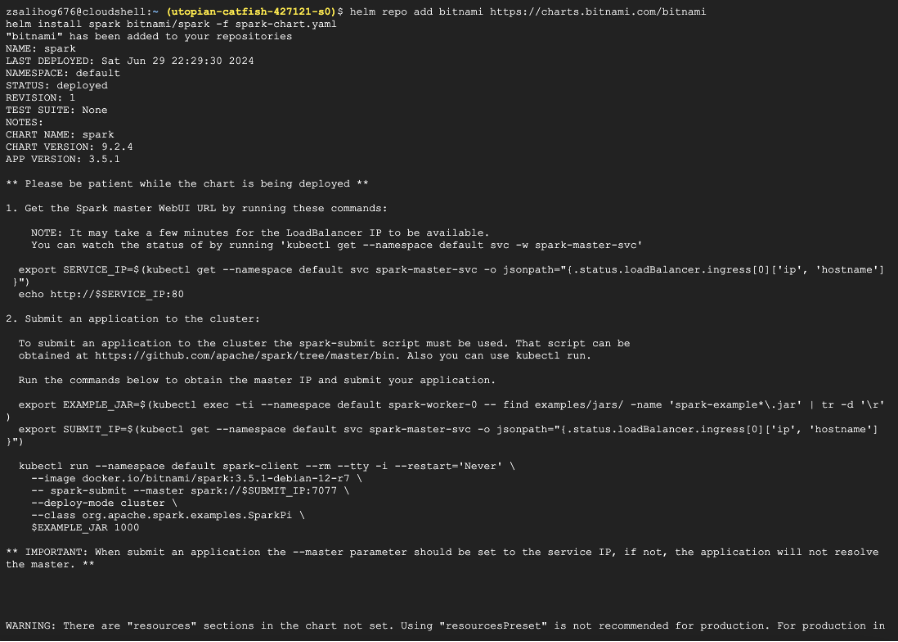 zsalihog676@cloudshell:~ (utopian-catfish-427121-s0)$ helm repo add bitnami https://charts.bitnami.com/bitnami
helm install spark bitnami/spark -f spark-chart.yaml
"bitnami" has been added to your repositories
NAME: spark
LAST DEPLOYED: Sat Jun 29 22:29:30 2024
NAMESPACE: default
STATUS: deployed
REVISION: 1
TEST SUITE: None
NOTES:
CHART NAME: spark
CHART VERSION: 9.2.4
APP VERSION: 3.5.1
** Please be patient while the chart is being deployed **
1. Get the Spark master WebUI URL by running these commands:
NOTE: It may take a few minutes for the LoadBalancer IP to be available.
You can watch the status of by running 'kubectl get --namespace default svc -w spark-master-svc'
export SERVICE_IP=$(kubectl get --namespace default svc spark-master-svc -o jsonpath="{.status.loadBalancer.ingress[0]['ip', 'hostname']
}")
echo http://$SERVICE_IP:80
2. Submit an application to the cluster:
To submit an application to the cluster the spark-submit script must be used. That script can be
obtained at https://github.com/apache/spark/tree/master/bin. Also you can use kubectl run.
Run the commands below to obtain the master IP and submit your application.
export EXAMPLE_JAR=$(kubectl exec -ti --namespace default spark-worker-0 -- find examples/jars/ -name 'spark-example*\.jar' | tr -d '\r'
)
export SUBMIT_IP=$(kubectl get --namespace default svc spark-master-svc -o jsonpath="{.status.loadBalancer.ingress[0]['ip', 'hostname']
}")
kubectl run --namespace default spark-client --rm --tty -i --restart='Never' \
--image docker.io/bitnami/spark:3.5.1-debian-12-r7 \
-- spark-submit --master spark://$SUBMIT_IP:7077 \
--deploy-mode cluster \
--class org.apache.spark.examples.SparkPi \
$EXAMPLE_JAR 1000
** IMPORTANT: When submit an application the --master parameter should be set to the service IP, if not, the application will not resolve
the master. **
WARNING: There are "resources" sections in the chart not set. Using "resourcesPreset" is not recommended for production. For production in